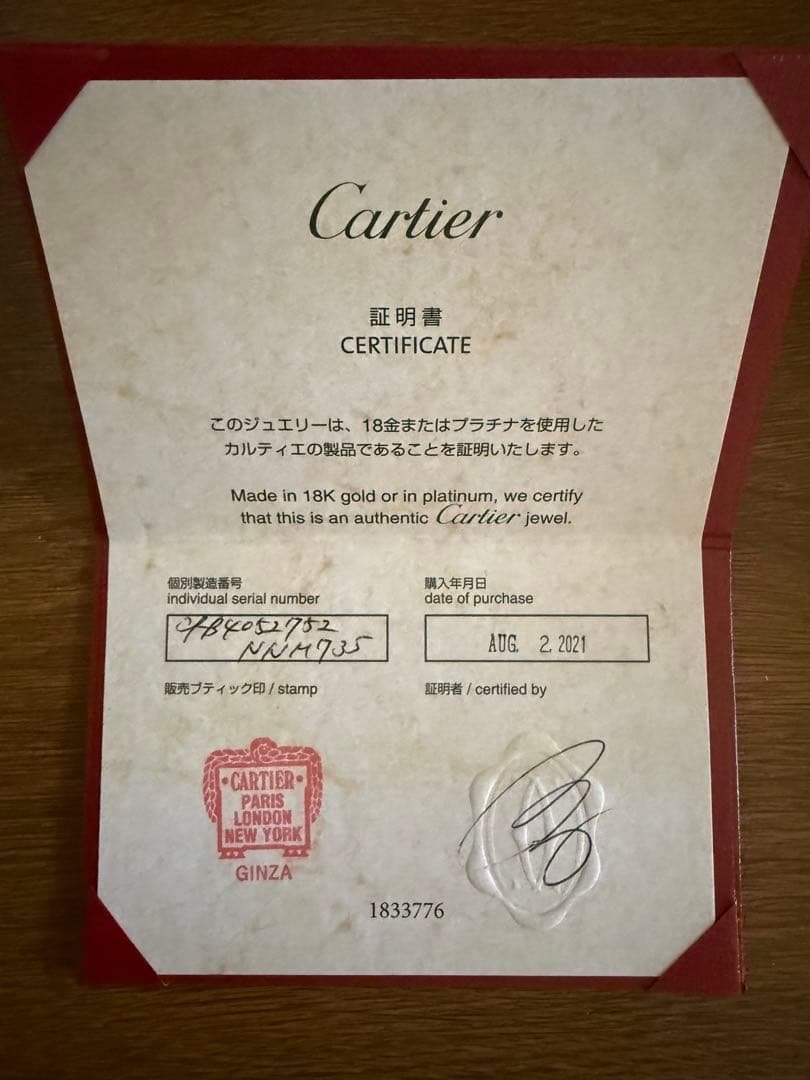 Cartier
証明書
CERTIFICATE
このジュエリーは、18金またはプラチナを使用した
カルティエの製品であることを証明いたします。
Made in 18K gold or in platinum, we certify
that this is an authentic Cartier jewel.
個別製造番号
individual serial number
4052752
NNM735
購入年月日
date of purchase
AUG. 2. 2021
販売ブティック印 / stamp
証明者 / certified by
・CARTIER・
PARIS
LONDON
NEW YORK
GINZA
1833776